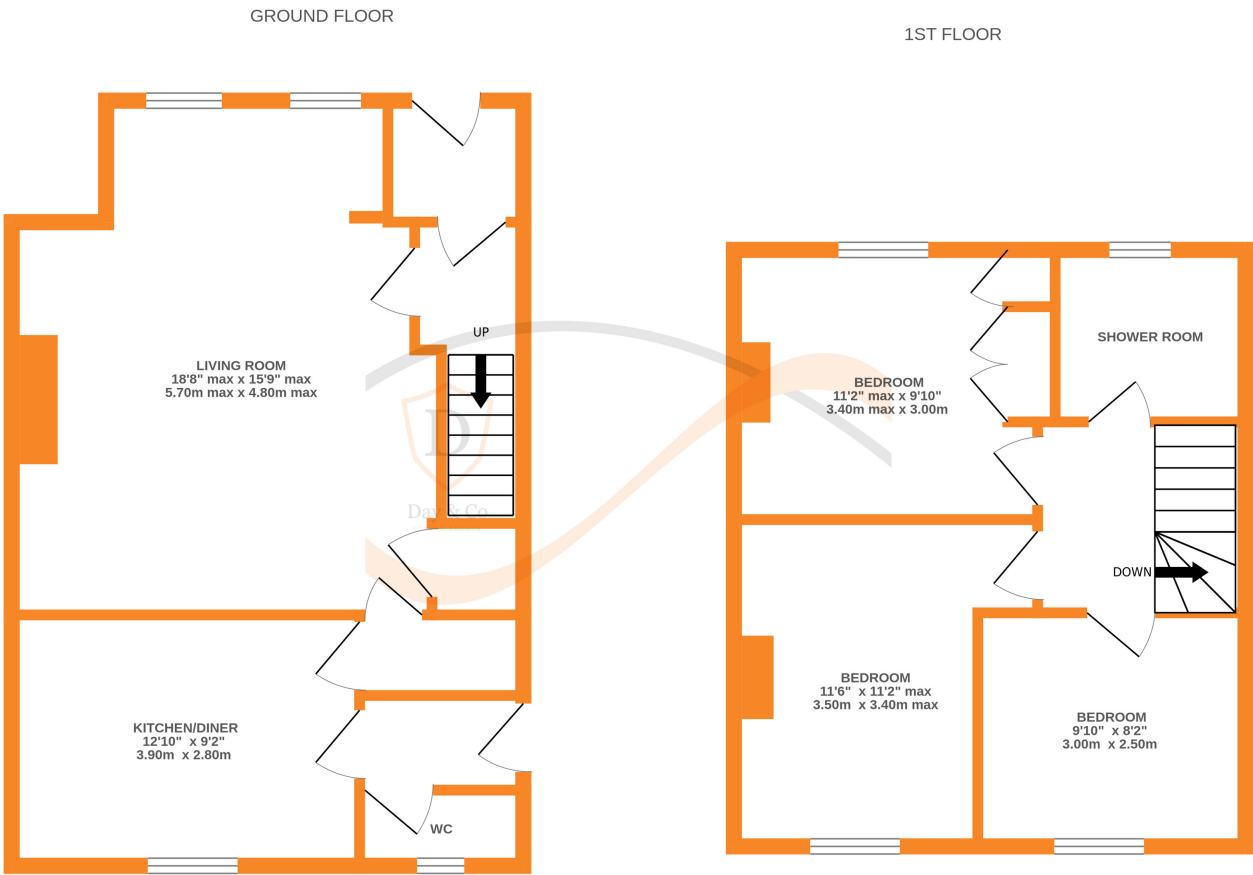 GROUND FLOOR
1ST FLOOR
UP
LIVING ROOM
18'8" max x 15'9" max
5.70m max x 4.80m max
D
Day & Co
KITCHEN/DINER
12'10" x 9'2"
3.90m x 2.80m
WC
SHOWER ROOM
BEDROOM
11'2" max x 9'10"
3.40m max x 3.00m
DOWN
BEDROOM
11'6" x 11'2" max
3.50m x 3.40m max
BEDROOM
9'10" x 8'2"
3.00m x 2.50m